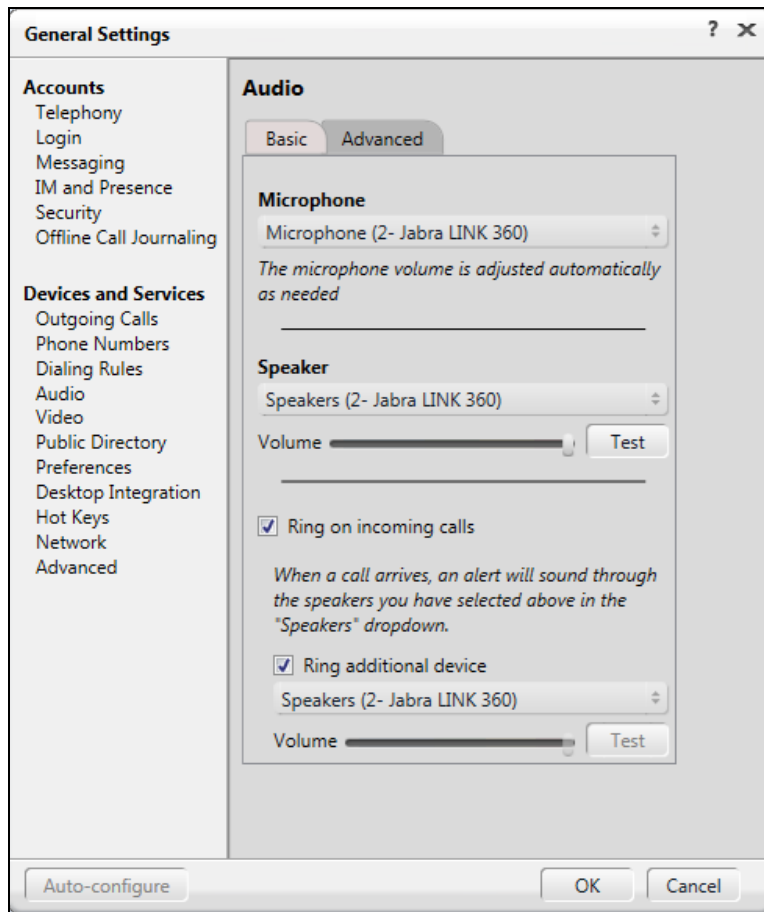 General Settings
?
Accounts
Telephony
Login
Messaging
IM and Presence
Security
Offline Call Journaling
Devices and Services
Outgoing Calls
Phone Numbers
Dialing Rules
Audio
Video
Public Directory
Preferences
Desktop Integration
Hot Keys
Network
Advanced
Audio
Basic Advanced
Microphone
Microphone (2- Jabra LINK 360)
The microphone volume is adjusted automatically
as needed
Speaker
Speakers (2- Jabra LINK 360)
Volume Test
Ring on incoming calls
When a call arrives, an alert will sound through
the speakers you have selected above in the
"Speakers" dropdown.
Ring additional device
Speakers (2- Jabra LINK 360)
Volume Test
Auto-configure OK Cancel